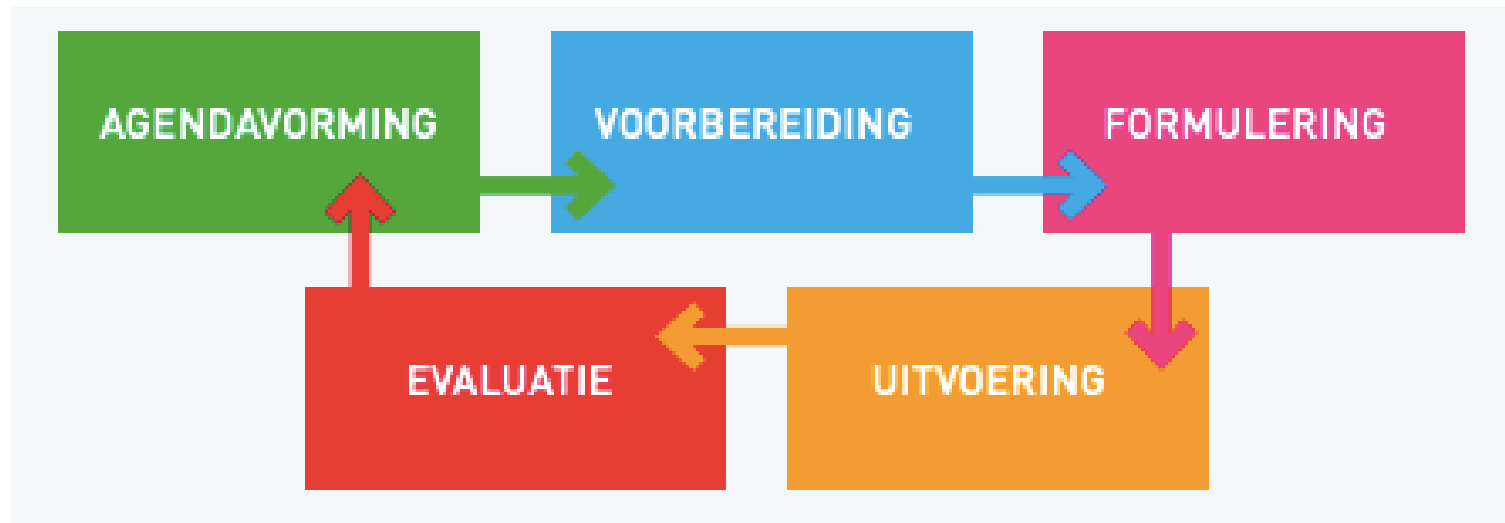 AGENDAVORMING
VOORBEREIDING
FORMULERING
EVALUATIE
UITVOERING